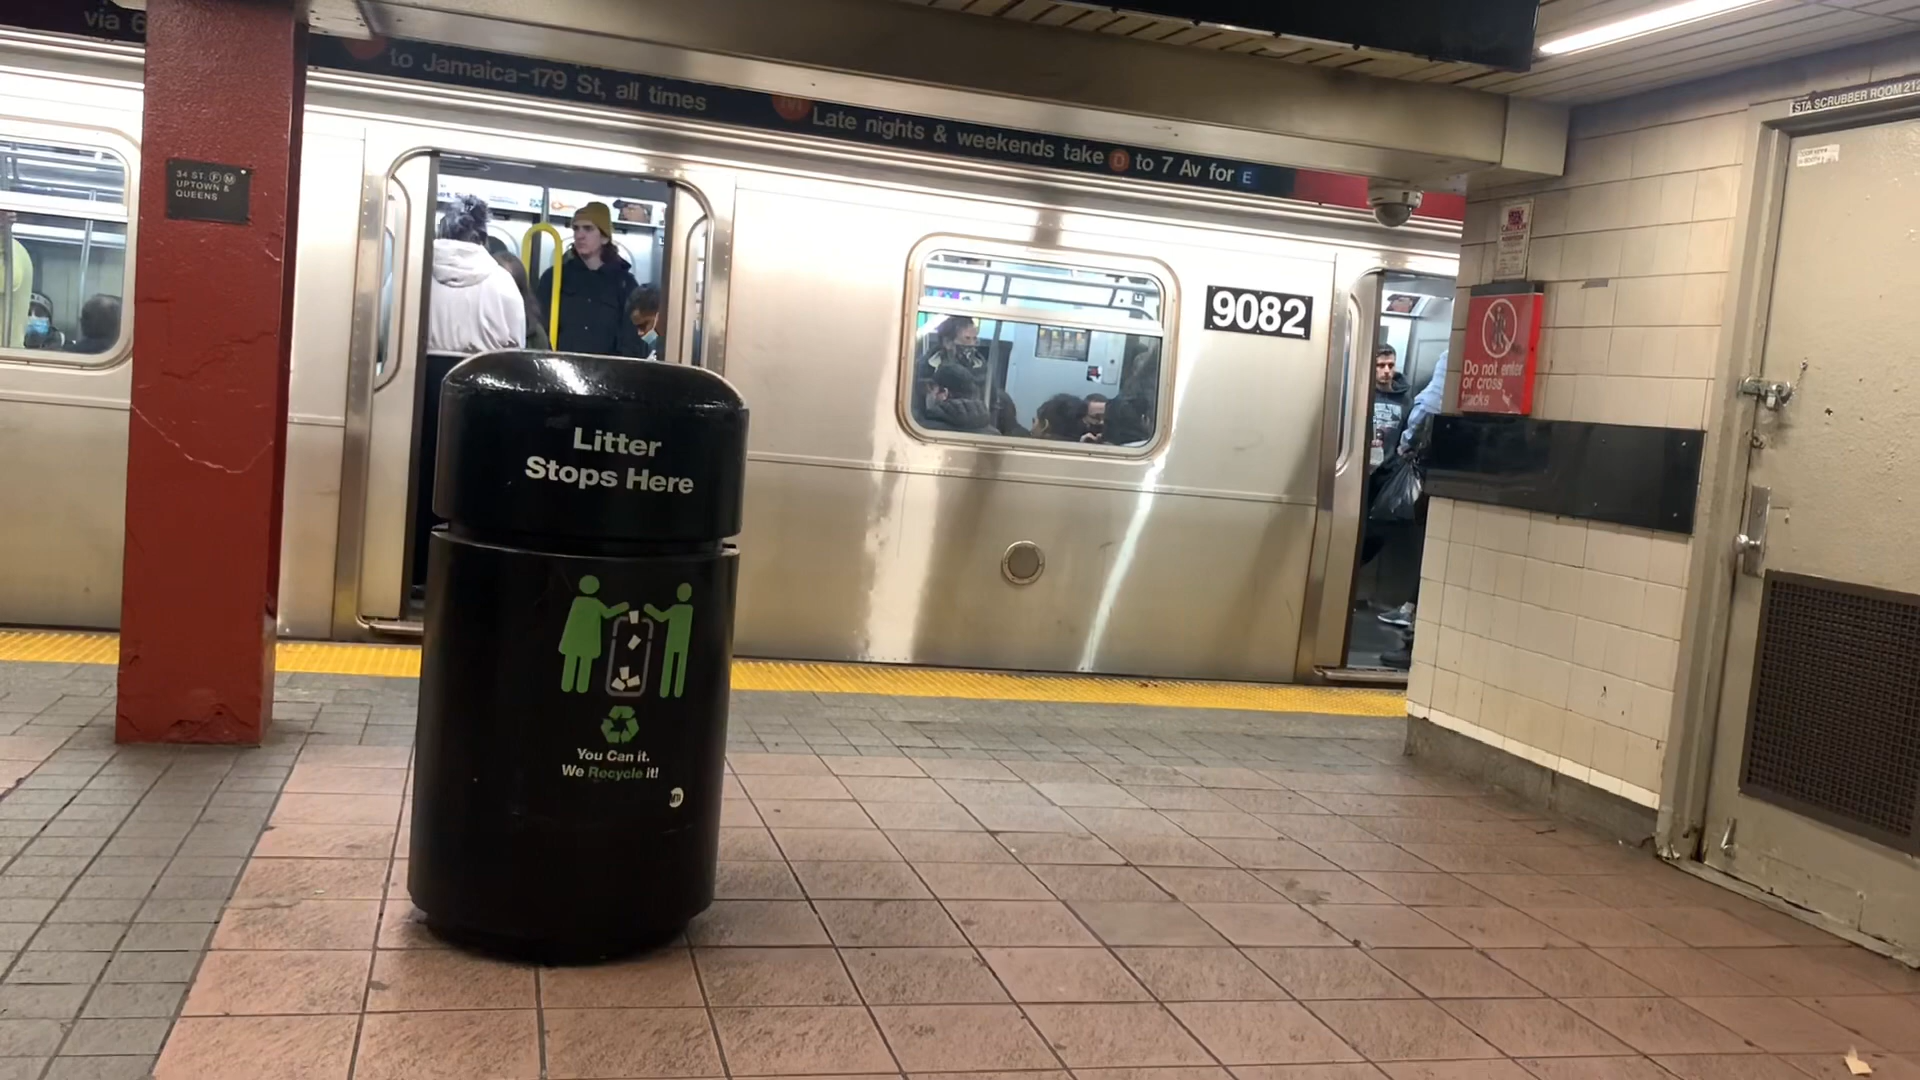 via 6
to Jamaica-179 St, all times
Late nights & weekends take D to 7 Av for E
34 ST. F M
UPTOWN &
QUEENS
9082
STA SCRUBBER ROOM 212
CAUTION
Do not enter
or cross
tracks
Litter
Stops Here
You Can it.
We Recycle it!